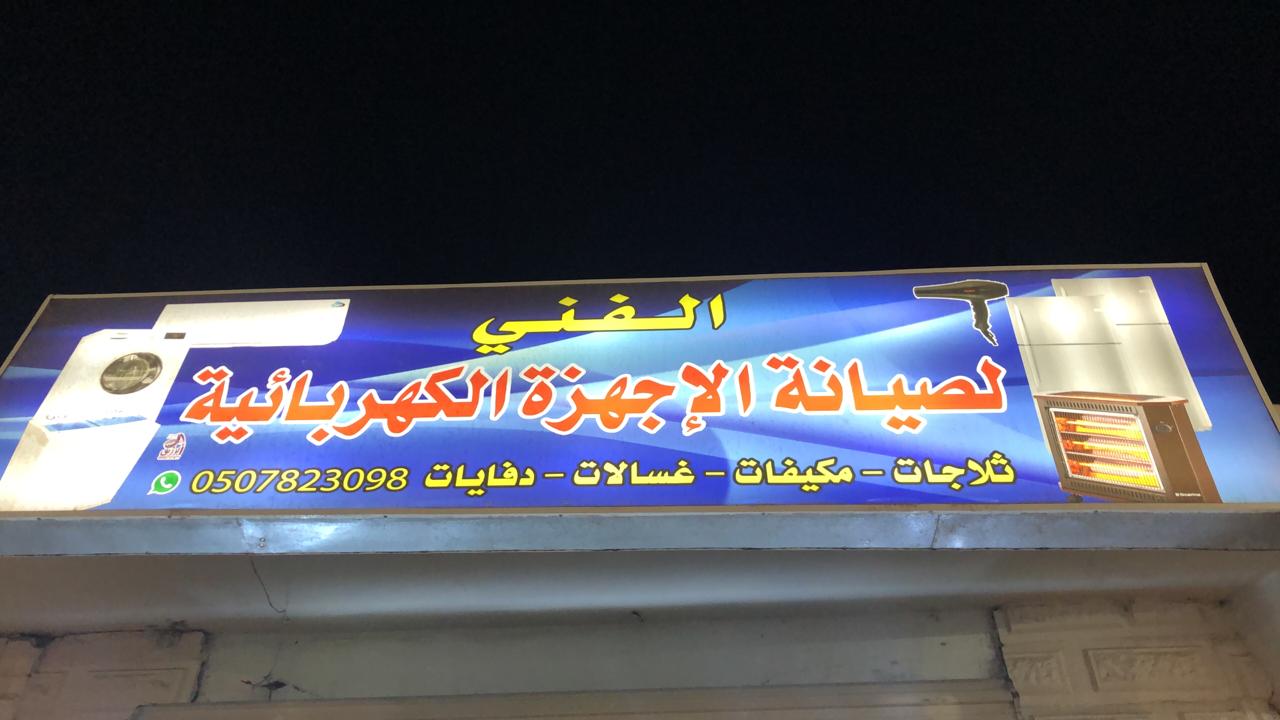 الفني
لصيانة الإجهزة الكهربائية
ثلاجات - مكيفات - غسالات - دفايات 0507823098